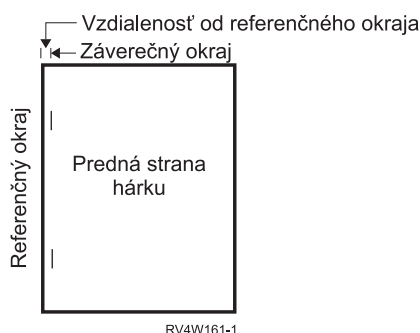 Vzdialenosť od referenčného okraja
Záverečný okraj
Referenčný okraj
Predná strana
hárku
RV4W161-1